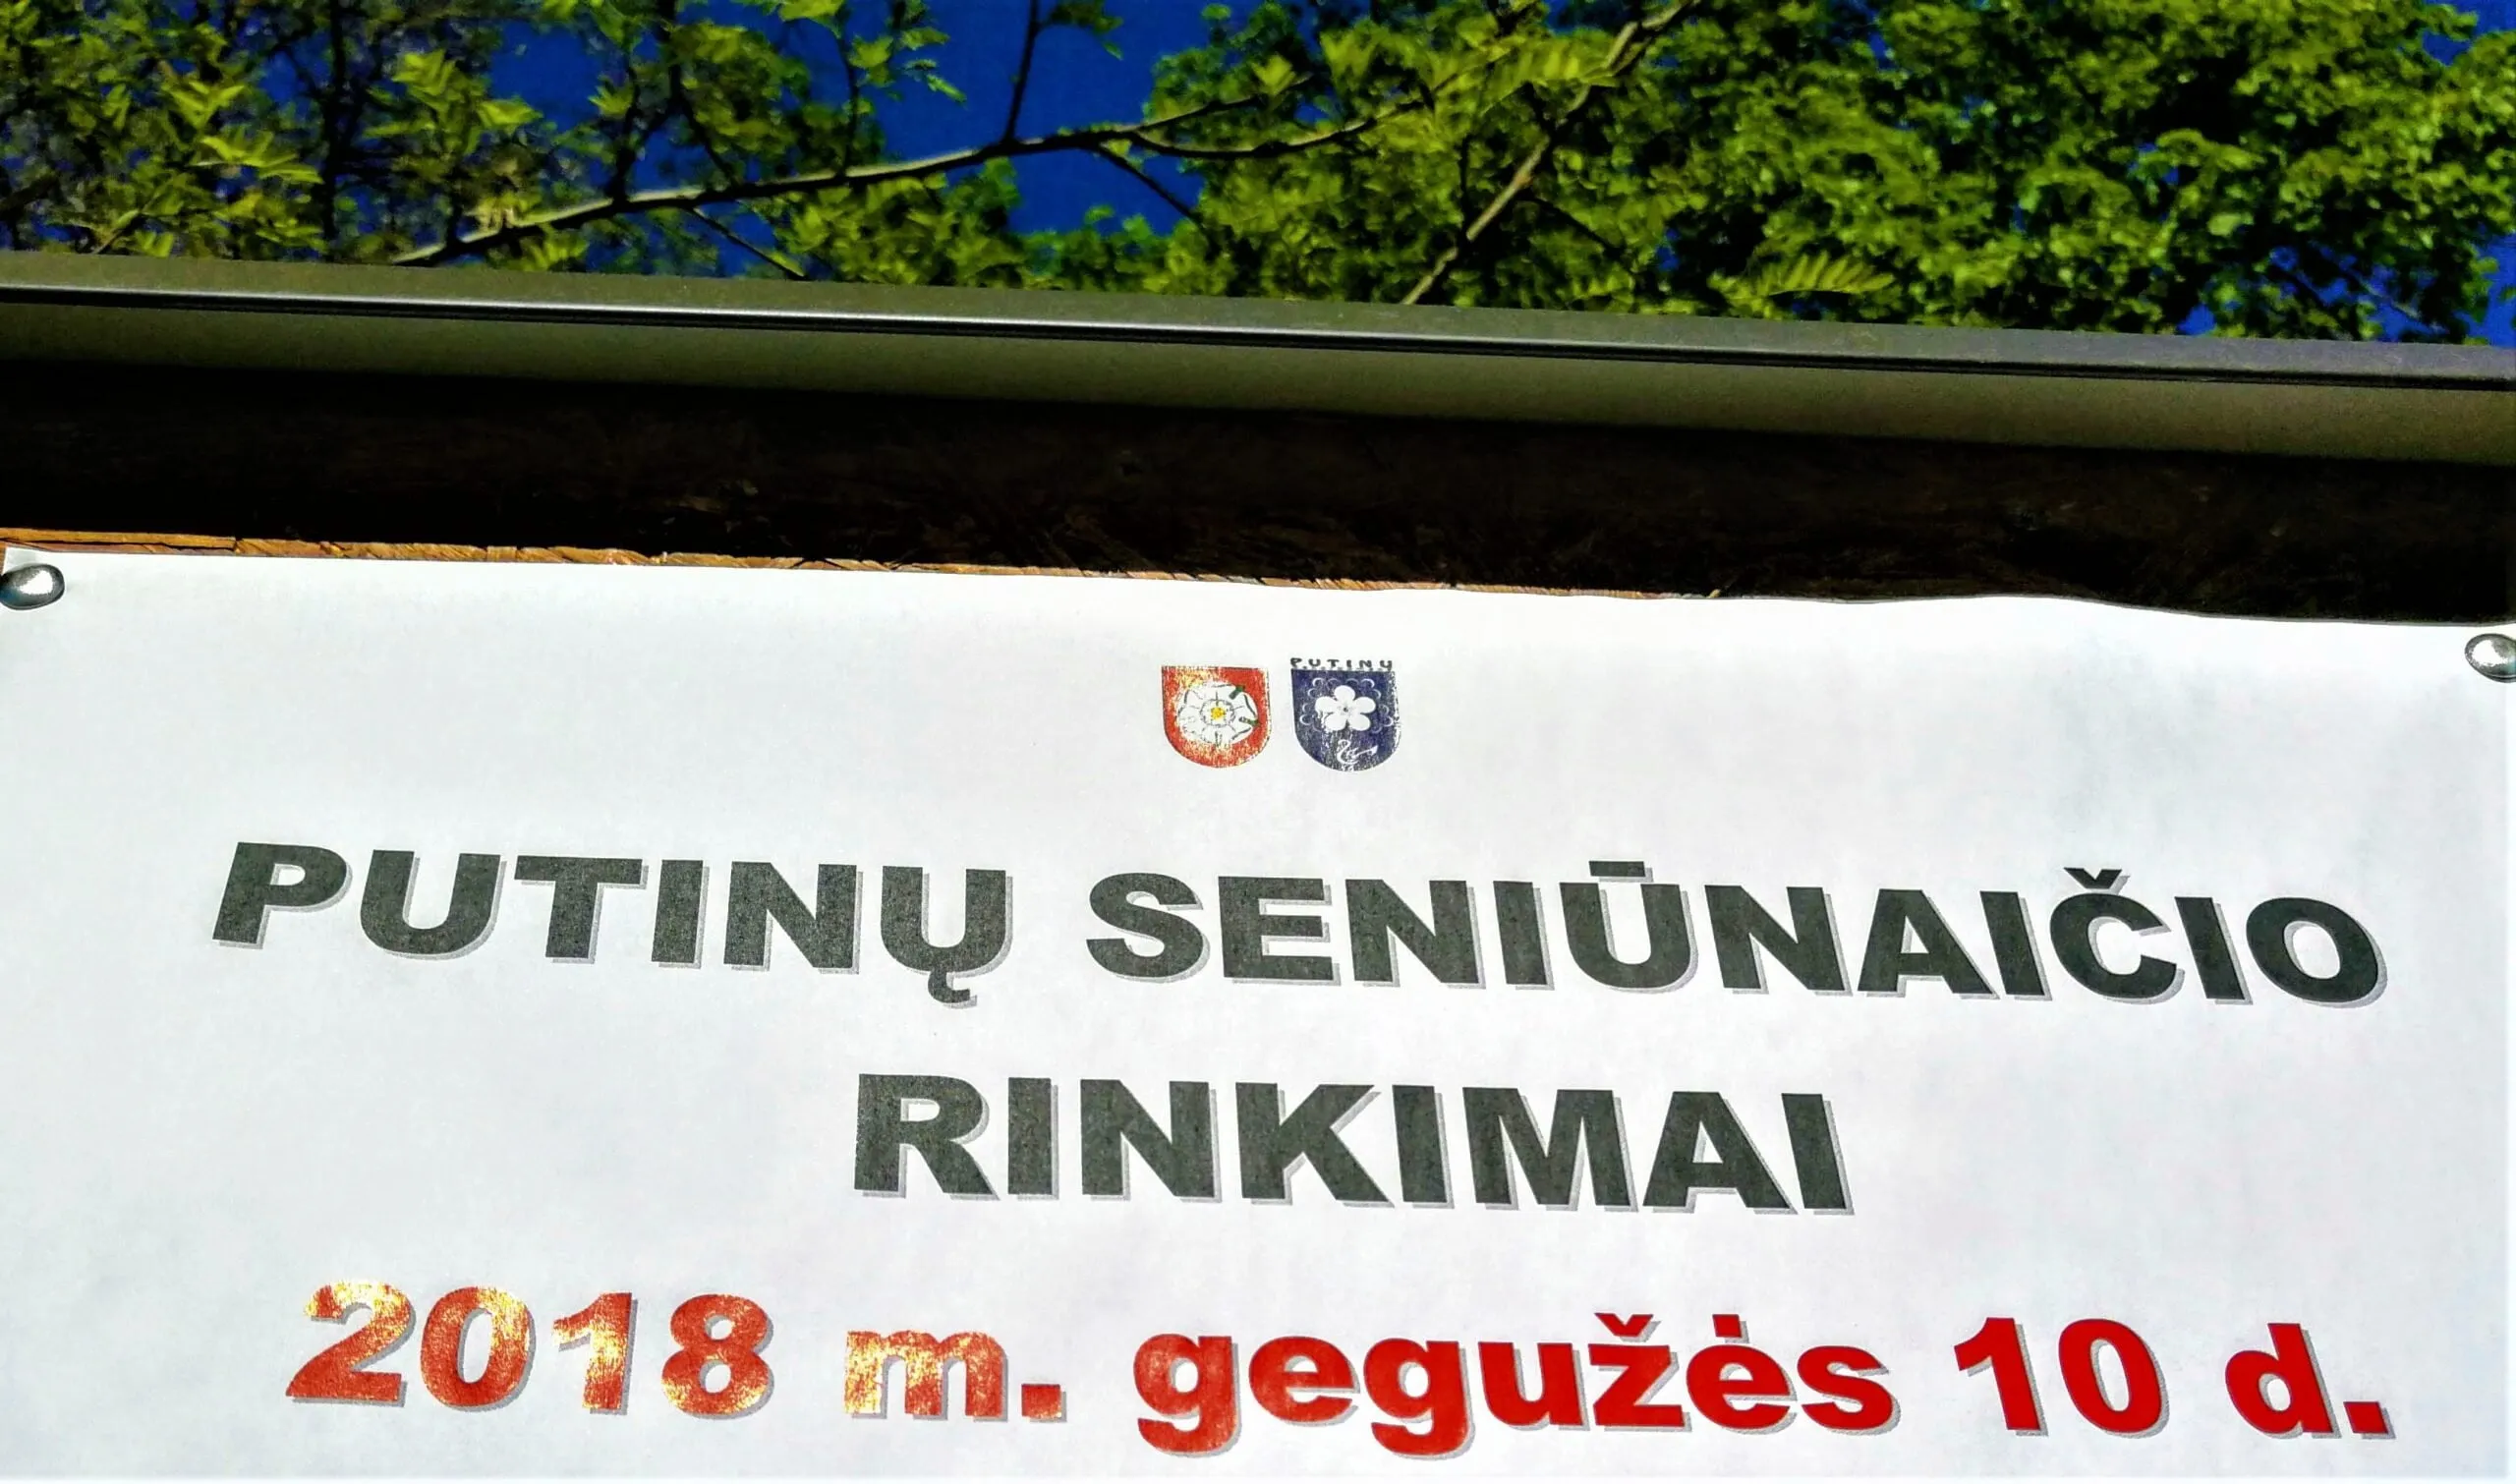 PUTINŲ
PUTINŲ SENIŪNAIČIO
RINKIMAI
2018 m. gegužės 10 d.